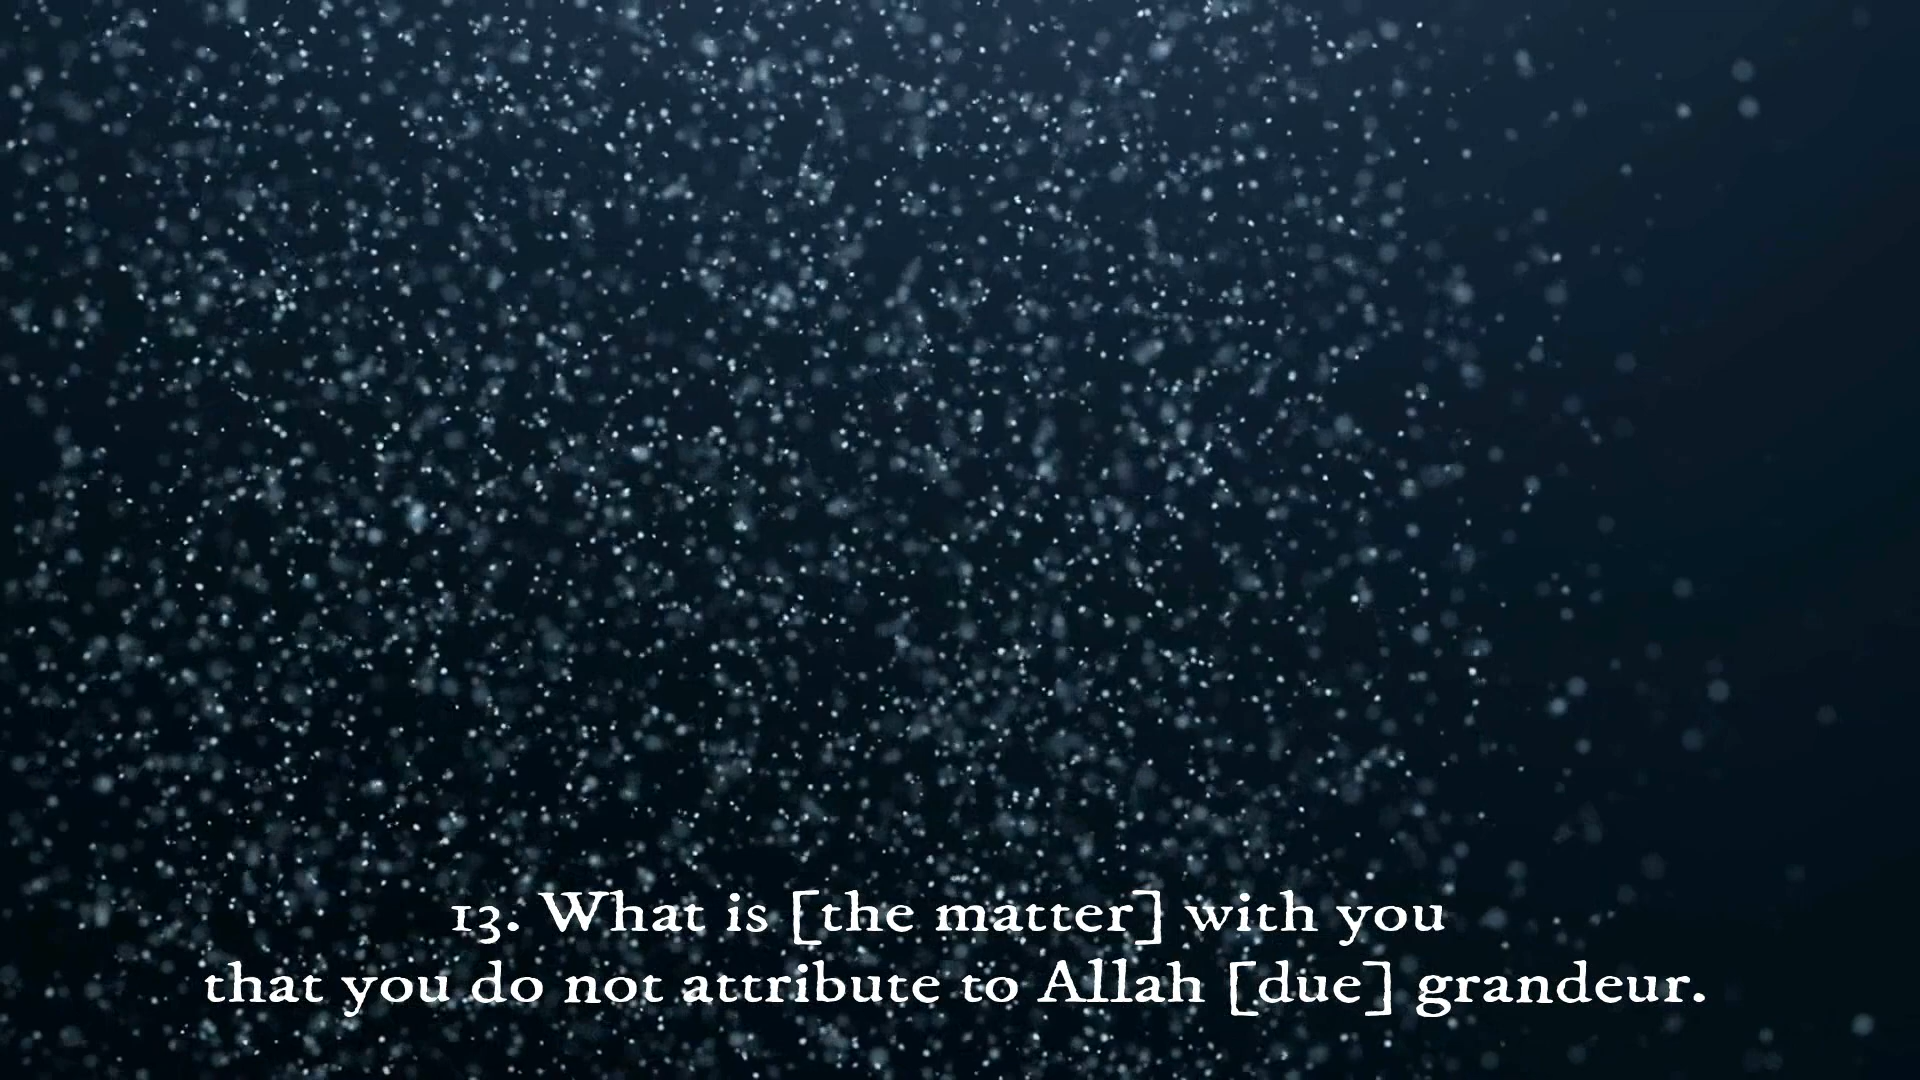 13. What is [the matter] with you
that you do not attribute to Allah [due] grandeur.